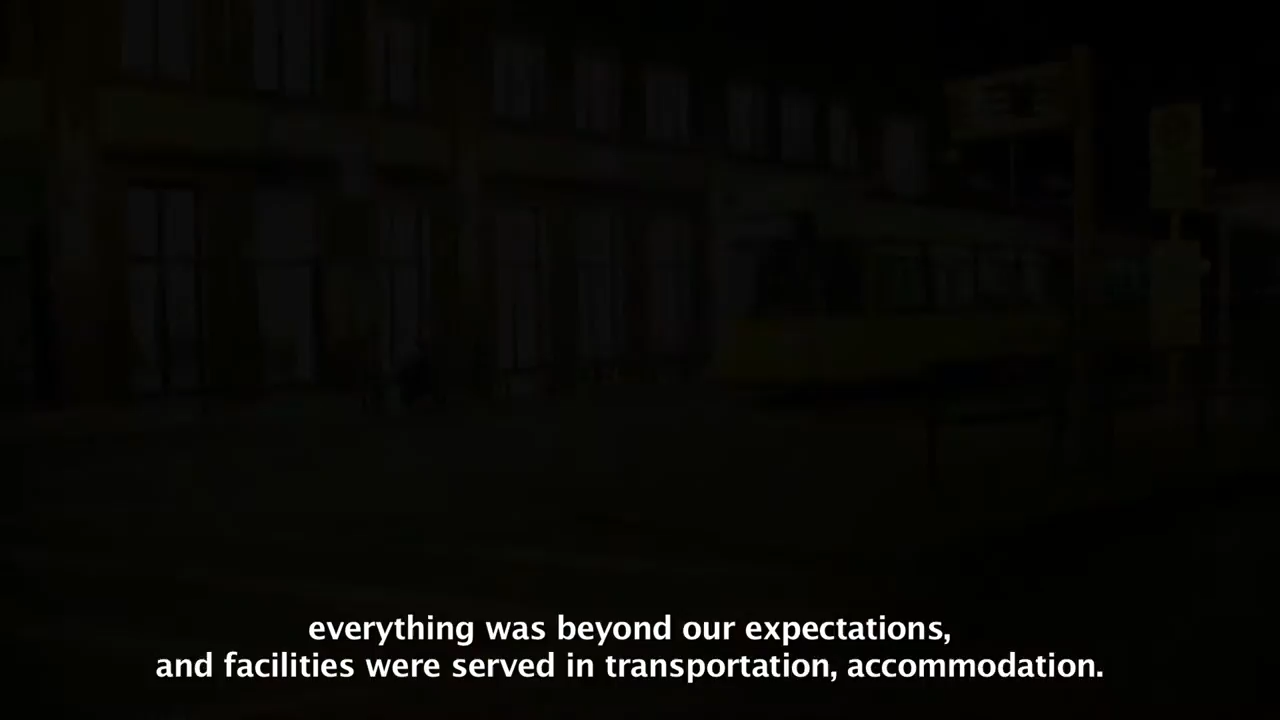 everything was beyond our expectations,
and facilities were served in transportation, accommodation.